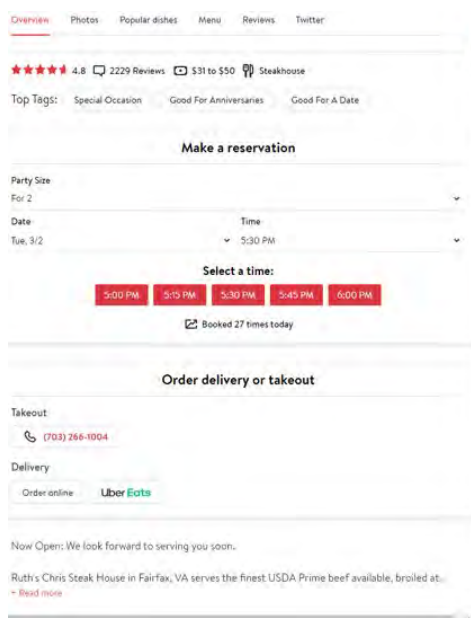 Overview Photos Popular dishes Menu Reviews Twitter
4.8 2229 Reviews $31 to $50 Steakhouse
Top Tags: Special Occasion Good For Anniversaries Good For A Date
Make a reservation
Party Size
For 2
Date Time
Tue, 3/2 5:30 PM
Select a time:
5:00 PM 5:15 PM 5:30 PM 5:45 PM 6:00 PM
Booked 27 times today
Order delivery or takeout
Takeout
(703) 266-1004
Delivery
Order online Uber Eats
Now Open: We look forward to serving you soon.
Ruth's Chris Steak House in Fairfax, VA serves the finest USDA Prime beef available, broiled at...
+ Read more